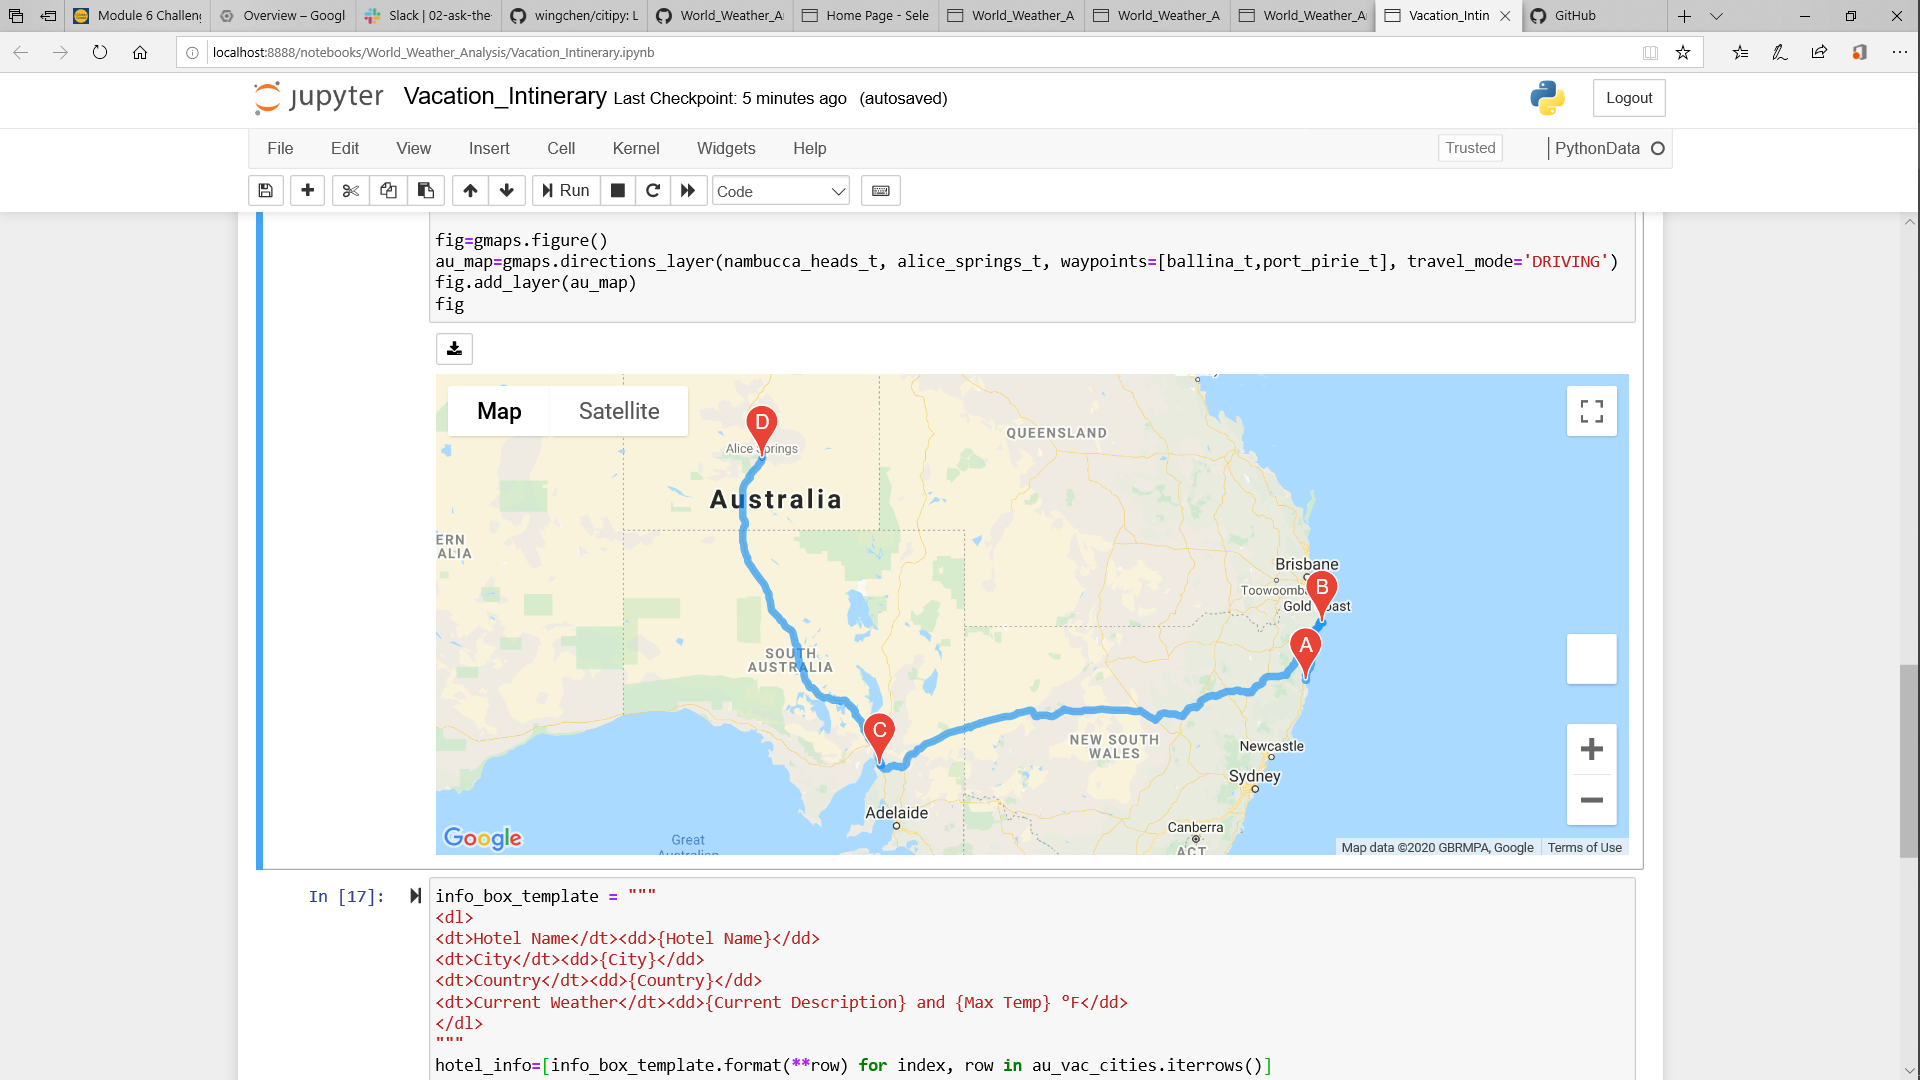 Module 6 Challeng
Overview – Googl
Slack | 02-ask-the
wingchen/citipy: L
World_Weather_A
Home Page - Sele
World_Weather_A
World_Weather_A
World_Weather_A
Vacation_Intin
GitHub
localhost:8888/notebooks/World_Weather_Analysis/Vacation_Intinerary.ipynb
jupyter Vacation_Intinerary Last Checkpoint: 5 minutes ago (autosaved)
Logout
File Edit View Insert Cell Kernel Widgets Help
Trusted
PythonData
Run
Code
fig=gmaps.figure()
au_map=gmaps.directions_layer(nambucca_heads_t, alice_springs_t, waypoints=[ballina_t,port_pirie_t], travel_mode='DRIVING')
fig.add_layer(au_map)
fig
Map Satellite
D
Alice Springs
QUEENSLAND
Australia
ERN
ALIA
Brisbane
B
Toowoomb
Gold Coast
A
SOUTH
AUSTRALIA
C
NEW SOUTH
WALES
Newcastle
Sydney
Adelaide
Canberra
ACT
Great
Australian
Google
Map data ©2020 GBRMPA, Google
Terms of Use
In [17]:
info_box_template = """
<dl>
<dt>Hotel Name</dt><dd>{Hotel Name}</dd>
<dt>City</dt><dd>{City}</dd>
<dt>Country</dt><dd>{Country}</dd>
<dt>Current Weather</dt><dd>{Current Description} and {Max Temp} °F</dd>
</dl>
"""
hotel_info=[info_box_template.format(**row) for index, row in au_vac_cities.iterrows()]